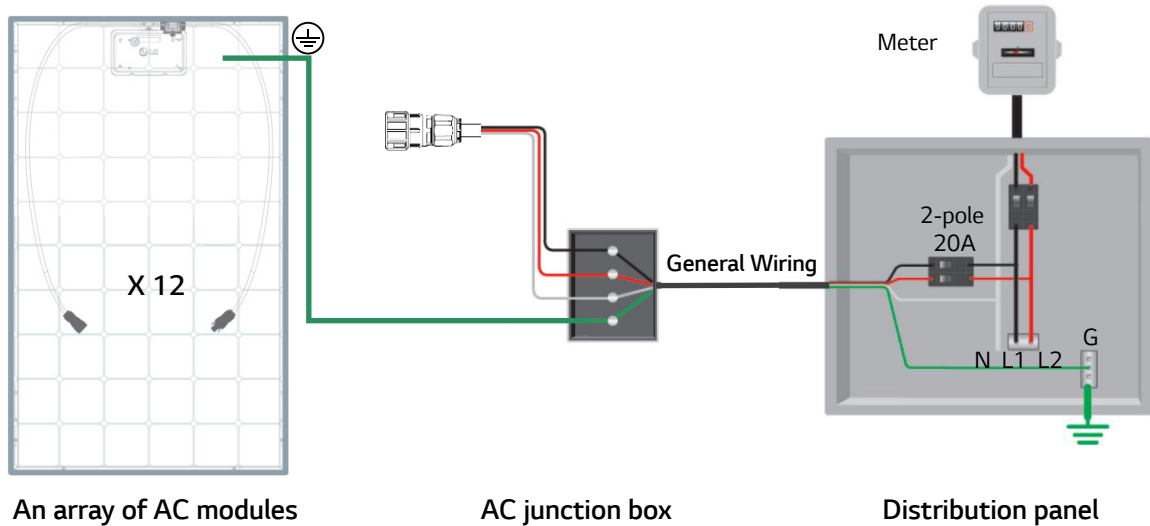 Meter
LG
2-pole
20A
General Wiring
X 12
G
N L1 L2
An array of AC modules
AC junction box
Distribution panel